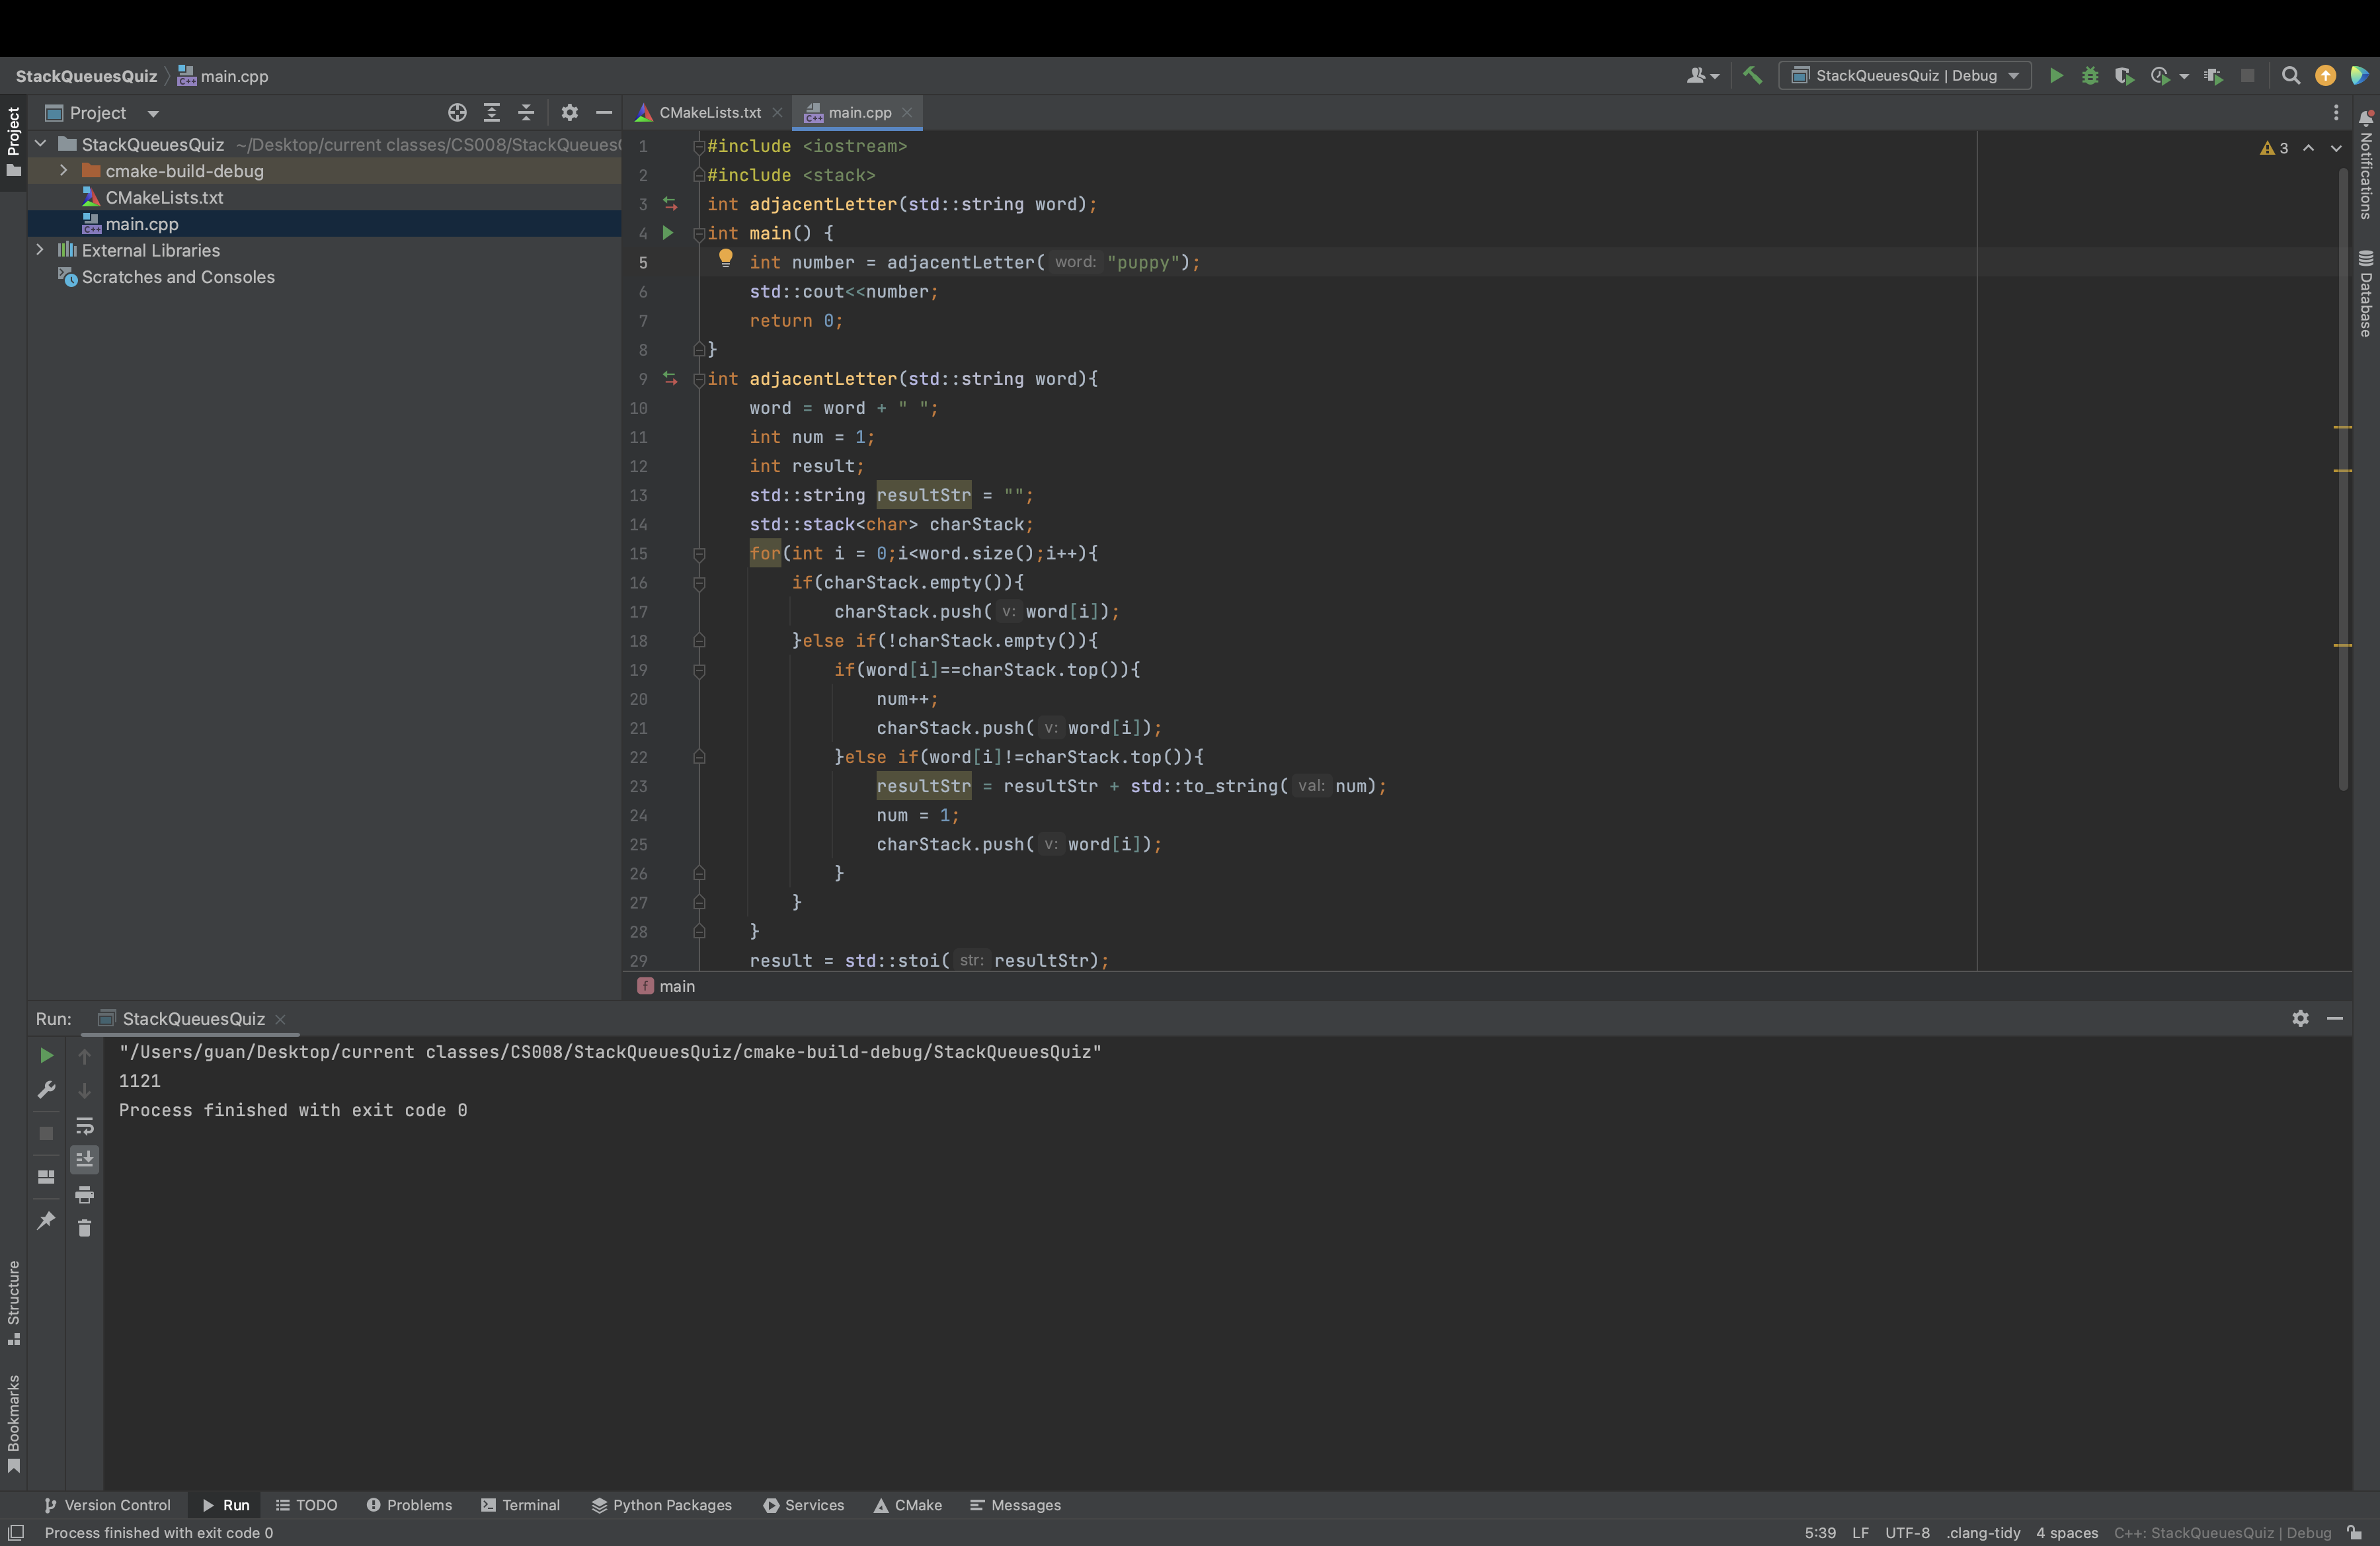 StackQueuesQuiz main.cpp
StackQueuesQuiz | Debug
Project
CMakeLists.txt
main.cpp
StackQueuesQuiz ~/Desktop/current classes/CS008/StackQueues
cmake-build-debug
CMakeLists.txt
main.cpp
External Libraries
Scratches and Consoles
Project
Structure
Bookmarks
3
Notifications
Database
1 #include <iostream>
2 #include <stack>
3 int adjacentLetter(std::string word);
4 int main() {
5 int number = adjacentLetter( word: "puppy");
6 std::cout<<number;
7 return 0;
8 }
9 int adjacentLetter(std::string word){
10 word = word + " ";
11 int num = 1;
12 int result;
13 std::string resultStr = "";
14 std::stack<char> charStack;
15 for(int i = 0;i<word.size();i++){
16 if(charStack.empty()){
17 charStack.push( v: word[i]);
18 }else if(!charStack.empty()){
19 if(word[i]==charStack.top()){
20 num++;
21 charStack.push( v: word[i]);
22 }else if(word[i]!=charStack.top()){
23 resultStr = resultStr + std::to_string( val: num);
24 num = 1;
25 charStack.push( v: word[i]);
26 }
27 }
28 }
29 result = std::stoi( str: resultStr);
f main
Run: StackQueuesQuiz
"/Users/guan/Desktop/current classes/CS008/StackQueuesQuiz/cmake-build-debug/StackQueuesQuiz"
1121
Process finished with exit code 0
Version Control Run TODO Problems Terminal Python Packages Services CMake Messages
Process finished with exit code 0
5:39 LF UTF-8 .clang-tidy 4 spaces C++: StackQueuesQuiz | Debug